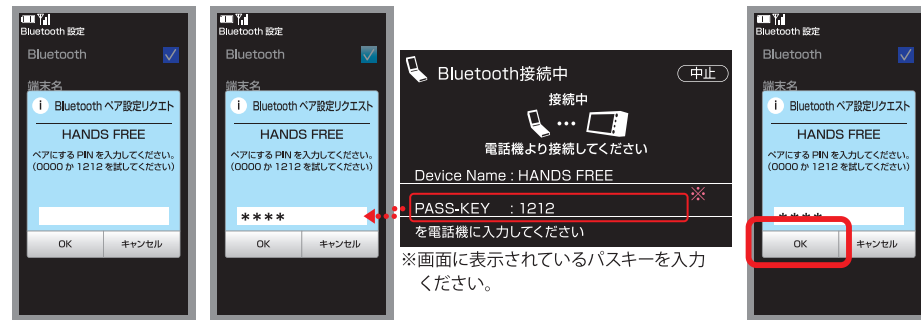 Bluetooth 設定
Bluetooth
端末名
i Bluetooth ペア設定リクエト
HANDS FREE
ペアにする PIN を入力してください。
(0000 か 1212 を試してください)
OK キャンセル
Bluetooth 設定
Bluetooth
端末名
i Bluetooth ペア設定リクエスト
HANDS FREE
ペアにする PIN を入力してください。
(0000 か 1212 を試してください)
****
OK キャンセル
Bluetooth接続中 中止
接続中
電話機より接続してください
Device Name : HANDS FREE
※
PASS-KEY : 1212
を電話機に入力してください
※画面に表示されているパスキーを入力
ください。
Bluetooth 設定
Bluetooth
端末名
i Bluetooth ペア設定リクエスト
HANDS FREE
ペアにする PIN を入力してください。
(0000 か 1212 を試してください)
****
OK キャンセル